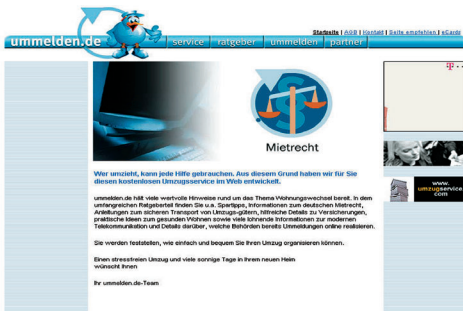 Startseite | AGB | Kontakt | Seite empfehlen | eCards
ummelden.de
service | ratgeber | ummelden | partner
T
Mietrecht
Wer umzieht, kann jede Hilfe gebrauchen. Aus diesem Grund haben wir für Sie
diesen kostenlosen Umzugsservice im Web entwickelt.
ummelden.de hält viele wertvolle Hinweise rund um das Thema Wohnungswechsel bereit. In dem
umfangreichen Ratgeberteil finden Sie u.a. Spartipps, Informationen zum deutschen Mietrecht,
Anleitungen zum sicheren Transport von Umzugs-gütern, hilfreiche Details zu Versicherungen,
praktische Ideen zum gesunden Wohnen sowie viele lohnende Informationen zur modernen
Telekommunikation und Details darüber, welche Behörden bereits Ummeldungen online realisieren.
www.
umzugservice.
com
Sie werden feststellen, wie einfach und bequem Sie Ihren Umzug organisieren können.
Einen stressfreien Umzug und viele sonnige Tage in Ihrem neuen Heim
wünscht Ihnen
Ihr ummelden.de-Team